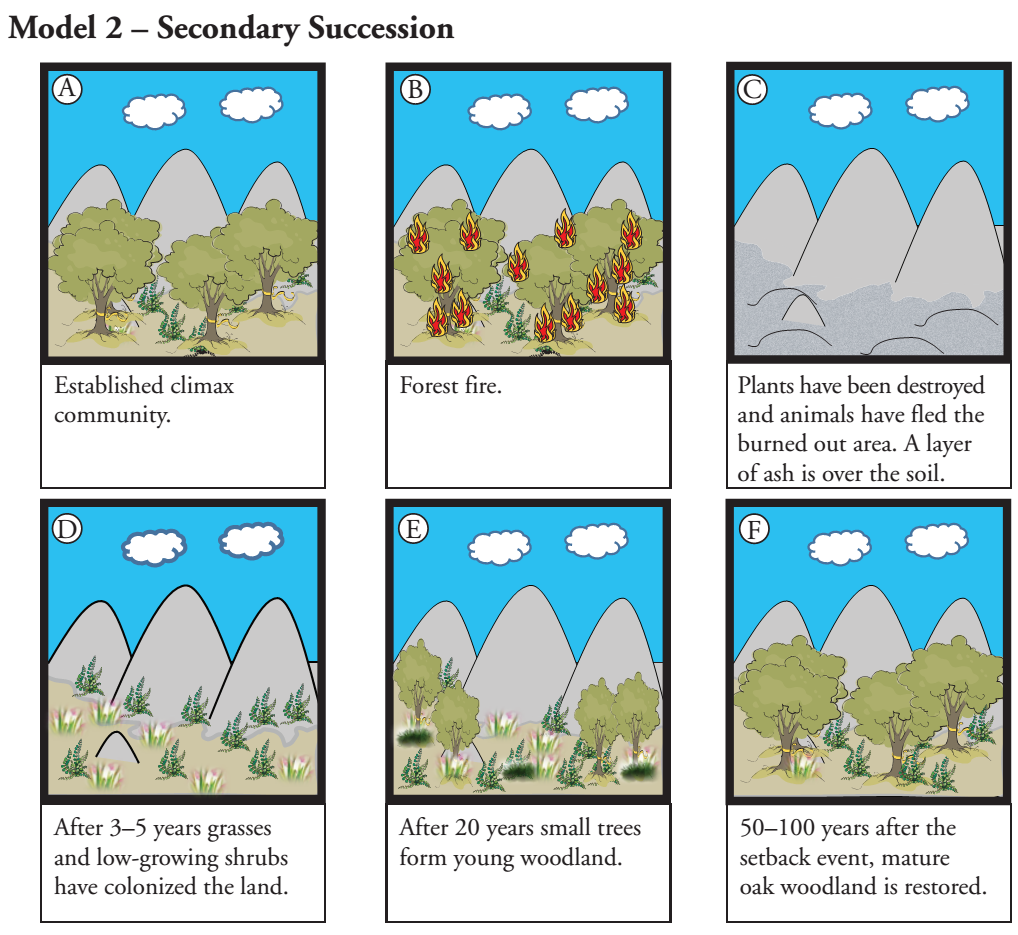 Model 2 – Secondary Succession
A
Established climax
community.
B
Forest fire.
C
Plants have been destroyed
and animals have fled the
burned out area. A layer
of ash is over the soil.
D
After 3–5 years grasses
and low-growing shrubs
have colonized the land.
E
After 20 years small trees
form young woodland.
F
50–100 years after the
setback event, mature
oak woodland is restored.